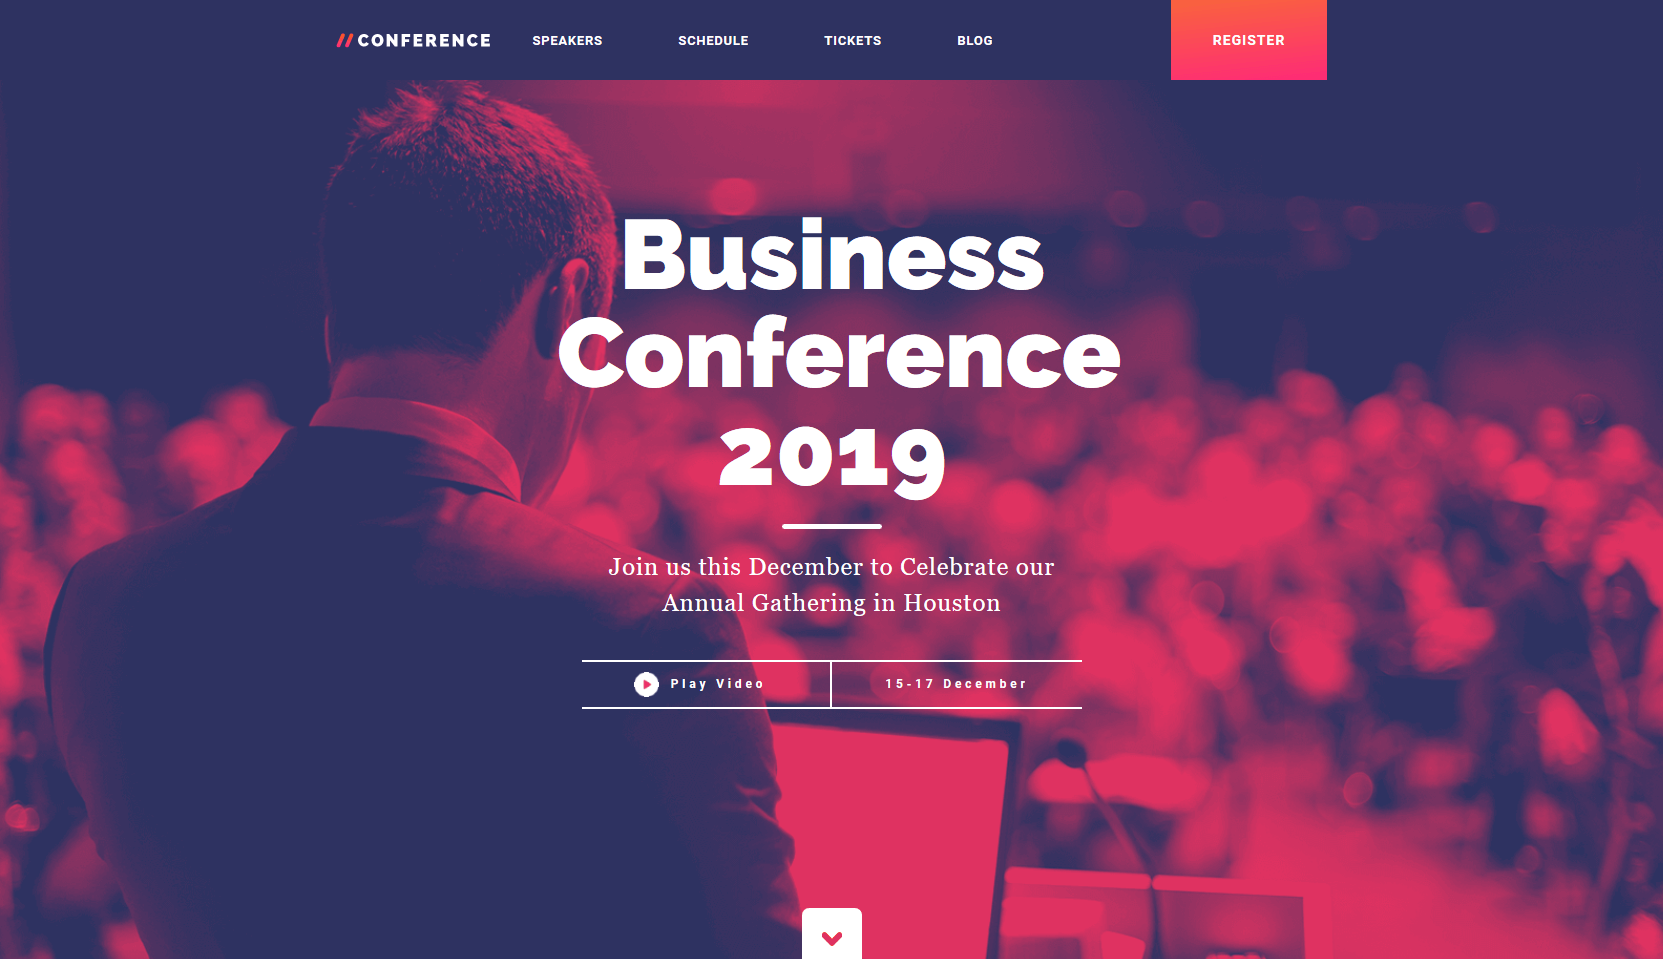 //CONFERENCE SPEAKERS SCHEDULE TICKETS BLOG REGISTER
Business
Conference
2019
Join us this December to Celebrate our
Annual Gathering in Houston
Play Video 15-17 December